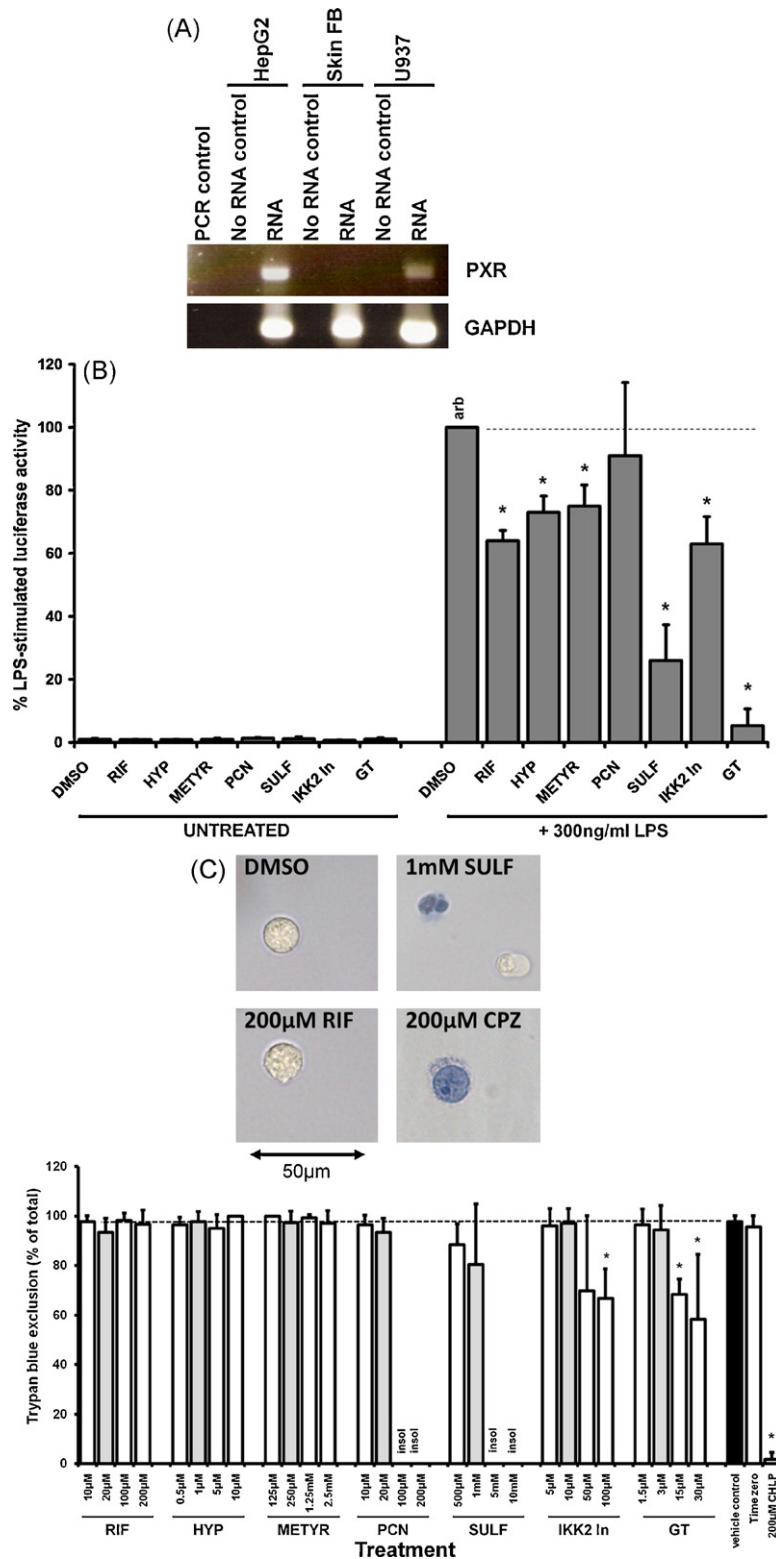 (A)
HepG2
Skin FB
U937
PCR control
No RNA control
RNA
No RNA control
RNA
No RNA control
RNA
PXR
GAPDH
(B)
% LPS-stimulated luciferase activity
120
100
80
60
40
20
0
arb
*
*
*
*
*
*
DMSO
RIF
HYP
METYR
PCN
SULF
IKK2 In
GT
DMSO
RIF
HYP
METYR
PCN
SULF
IKK2 In
GT
UNTREATED
+ 300ng/ml LPS
(C)
DMSO
1mM SULF
200µM RIF
200µM CPZ
50µm
Trypan blue exclusion (% of total)
120
100
80
60
40
20
0
insol
insol
insol
insol
*
*
*
*
10µM
20µM
100µM
200µM
0.5µM
1µM
5µM
10µM
125µM
250µM
1.25mM
2.5mM
10µM
20µM
100µM
200µM
500µM
1mM
5mM
10mM
5µM
10µM
50µM
100µM
1.5µM
3µM
15µM
30µM
vehicle control
Time zero
200µM CHLP
RIF
HYP
METYR
PCN
SULF
IKK2 In
GT
Treatment